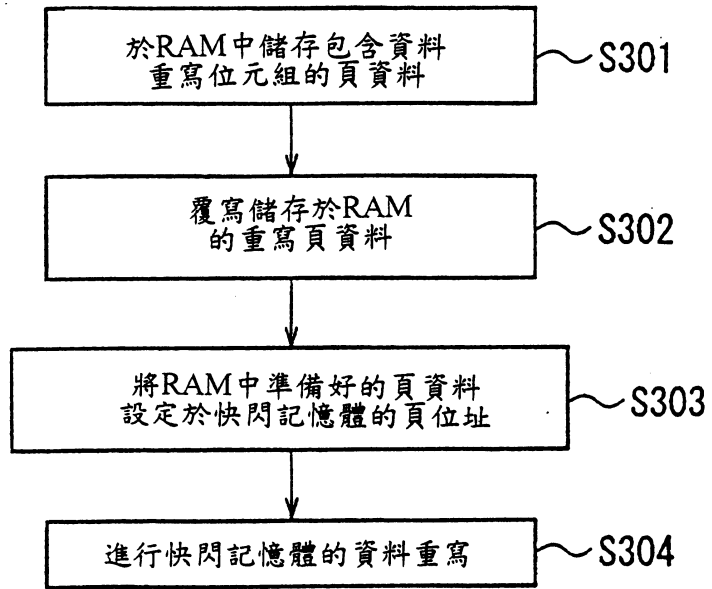 於RAM中儲存包含資料
重寫位元組的頁資料
S301
覆寫儲存於RAM
的重寫頁資料
S302
將RAM中準備好的頁資料
設定於快閃記憶體的頁位址
S303
進行快閃記憶體的資料重寫
S304